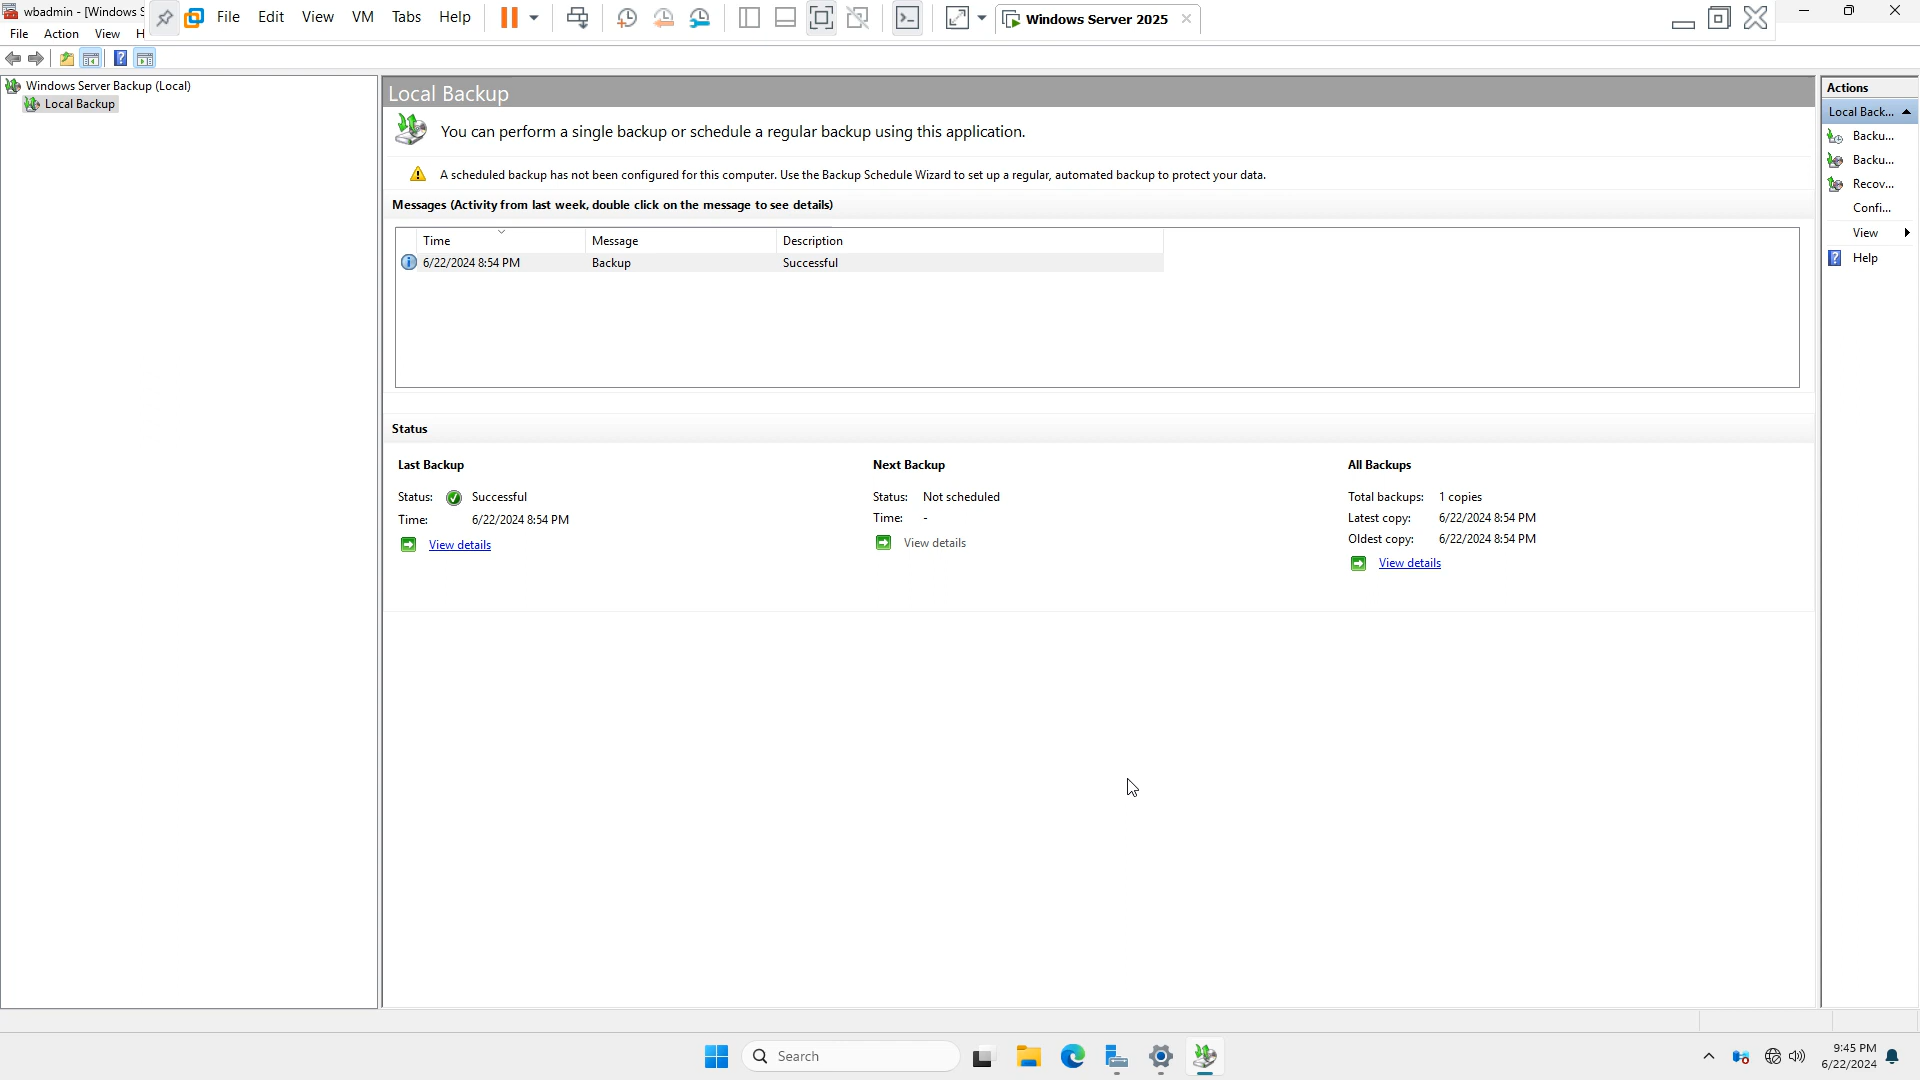 wbadmin - [Windows S
File Edit View VM Tabs Help
Windows Server 2025
File Action View H
Windows Server Backup (Local)
Local Backup
Local Backup
You can perform a single backup or schedule a regular backup using this application.
A scheduled backup has not been configured for this computer. Use the Backup Schedule Wizard to set up a regular, automated backup to protect your data.
Messages (Activity from last week, double click on the message to see details)
Time Message Description
6/22/2024 8:54 PM Backup Successful
Status
Last Backup
Status: Successful
Time: 6/22/2024 8:54 PM
View details
Next Backup
Status: Not scheduled
Time: -
View details
All Backups
Total backups: 1 copies
Latest copy: 6/22/2024 8:54 PM
Oldest copy: 6/22/2024 8:54 PM
View details
Actions
Local Back...
Backu...
Backu...
Recov...
Confi...
View
Help
Search
9:45 PM
6/22/2024